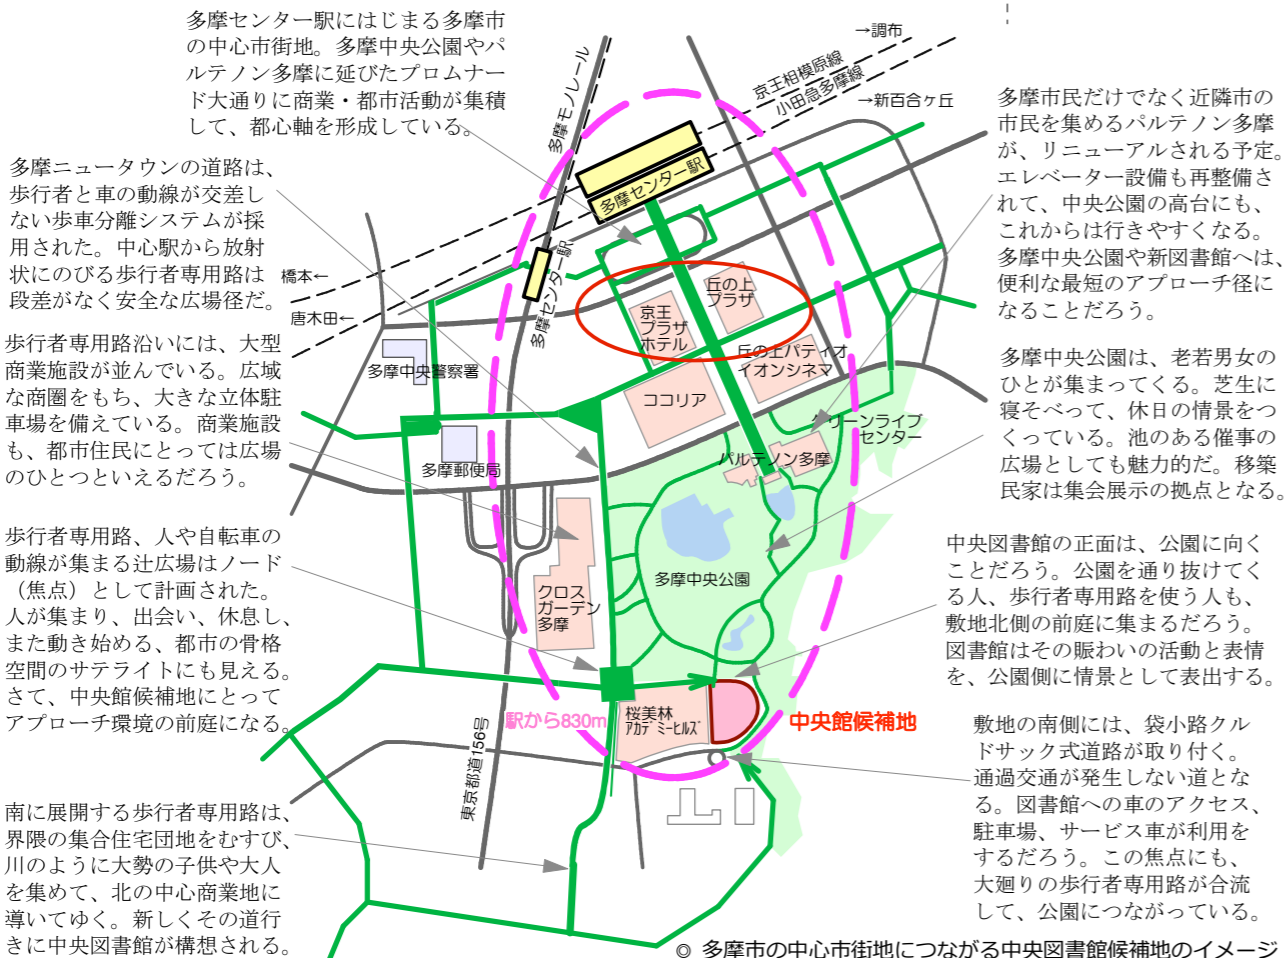 多摩センター駅にはじまる多摩市
の中心市街地。多摩中央公園やパ
ルテノン多摩に延びたプロムナー
ド大通りに商業・都市活動が集積
して、都心軸を形成している。
多摩ニュータウンの道路は、
歩行者と車の動線が交差し
ない歩車分離システムが採
用された。中心駅から放射
状にのびる歩行者専用路は
段差がなく安全な広場径だ。
歩行者専用路沿いには、大型
商業施設が並んでいる。広域
な商圏をもち、大きな立体駐
車場を備えている。商業施設
も、都市住民にとっては広場
のひとつといえるだろう。
歩行者専用路、人や自転車の
動線が集まる辻広場はノード
（焦点）として計画された。
人が集まり、出会い、休息し、
また動き始める、都市の骨格
空間のサテライトにも見える。
さて、中央館候補地にとって
アプローチ環境の前庭になる。
南に展開する歩行者専用路は、
界隈の集合住宅団地をむすび、
川のように大勢の子供や大人
を集めて、北の中心商業地に
導いてゆく。新しくその道行
きに中央図書館が構想される。
多摩モノレール
京王相模原線
小田急多摩線
→調布
→新百合ヶ丘
橋本←
唐木田←
多摩センター駅
多摩センター駅
京王
プラザ
ホテル
丘の上
プラザ
丘の上パティオ
イオンシネマ
ココリア
多摩中央警察署
多摩郵便局
グリーンライブ
センター
パルテノン多摩
多摩中央公園
クロス
ガーデン
多摩
駅から830m
桜美林
ｱｶﾃﾞﾐｰﾋﾙｽﾞ
中央館候補地
東京都道156号
多摩市民だけでなく近隣市の
市民を集めるパルテノン多摩
が、リニューアルされる予定。
エレベーター設備も再整備さ
れて、中央公園の高台にも、
これからは行きやすくなる。
多摩中央公園や新図書館へは、
便利な最短のアプローチ径に
なることだろう。
多摩中央公園は、老若男女の
ひとが集まってくる。芝生に
寝そべって、休日の情景をつ
くっている。池のある催事の
広場としても魅力的だ。移築
民家は集会展示の拠点となる。
中央図書館の正面は、公園に向く
ことだろう。公園を通り抜けてく
る人、歩行者専用路を使う人も、
敷地北側の前庭に集まるだろう。
図書館はその賑わいの活動と表情
を、公園側に情景として表出する。
敷地の南側には、袋小路クル
ドサック式道路が取り付く。
通過交通が発生しない道とな
る。図書館への車のアクセス、
駐車場、サービス車が利用を
するだろう。この焦点にも、
大廻りの歩行者専用路が合流
して、公園につながっている。
◎ 多摩市の中心市街地につながる中央図書館候補地のイメージ